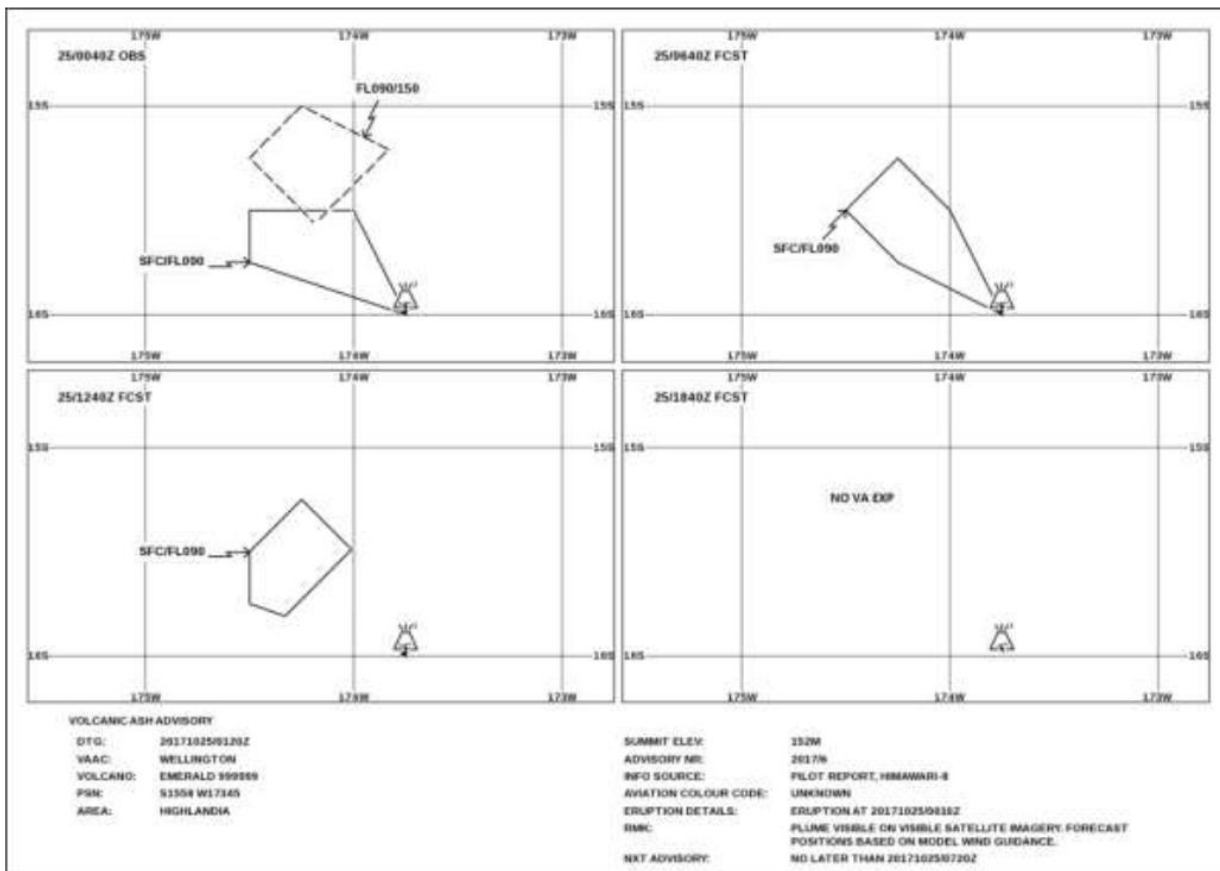 175W 174W 173W
25/0040Z OBS
FL090/150
15S 15S
SFC/FL090
16S 16S
175W 174W 173W
175W 174W 173W
25/0640Z FCST
15S 15S
SFC/FL090
16S 16S
175W 174W 173W
175W 174W 173W
25/1240Z FCST
15S 15S
SFC/FL090
16S 16S
175W 174W 173W
175W 174W 173W
25/1840Z FCST
15S 15S
NO VA EXP
16S 16S
175W 174W 173W
VOLCANIC ASH ADVISORY
DTG: 20171025/0120Z
VAAC: WELLINGTON
VOLCANO: EMERALD 999999
PSN: W17345
AREA: HIGHLANDIA
SUMMIT ELEV: 152M
ADVISORY NR: 2017/6
INFO SOURCE: PILOT REPORT, HIMAWARI-8
AVIATION COLOUR CODE: UNKNOWN
ERUPTION DETAILS: ERUPTION AT 20171025/0010Z
RMK: PLUME VISIBLE ON VISIBLE SATELLITE IMAGERY. FORECAST
POSITIONS BASED ON MODEL WIND GUIDANCE.
NXT ADVISORY: NO LATER THAN 20171025/0720Z